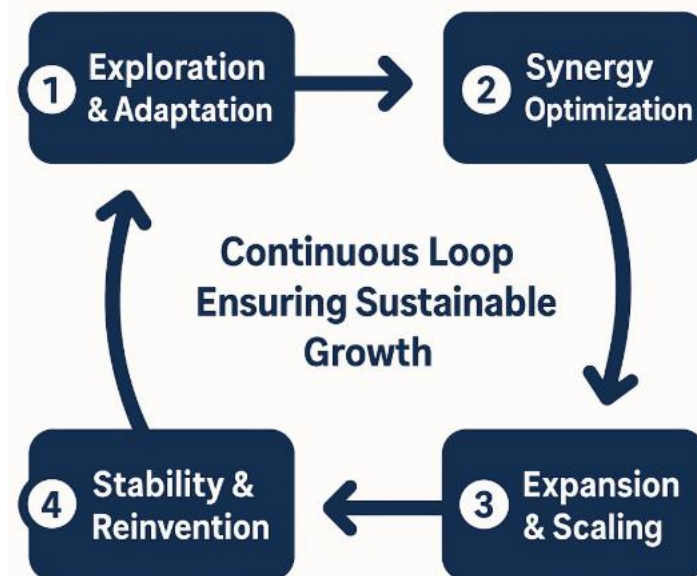 1 Exploration
& Adaptation
2 Synergy
Optimization
Continuous Loop
Ensuring Sustainable
Growth
4 Stability &
Reinvention
3 Expansion
& Scaling